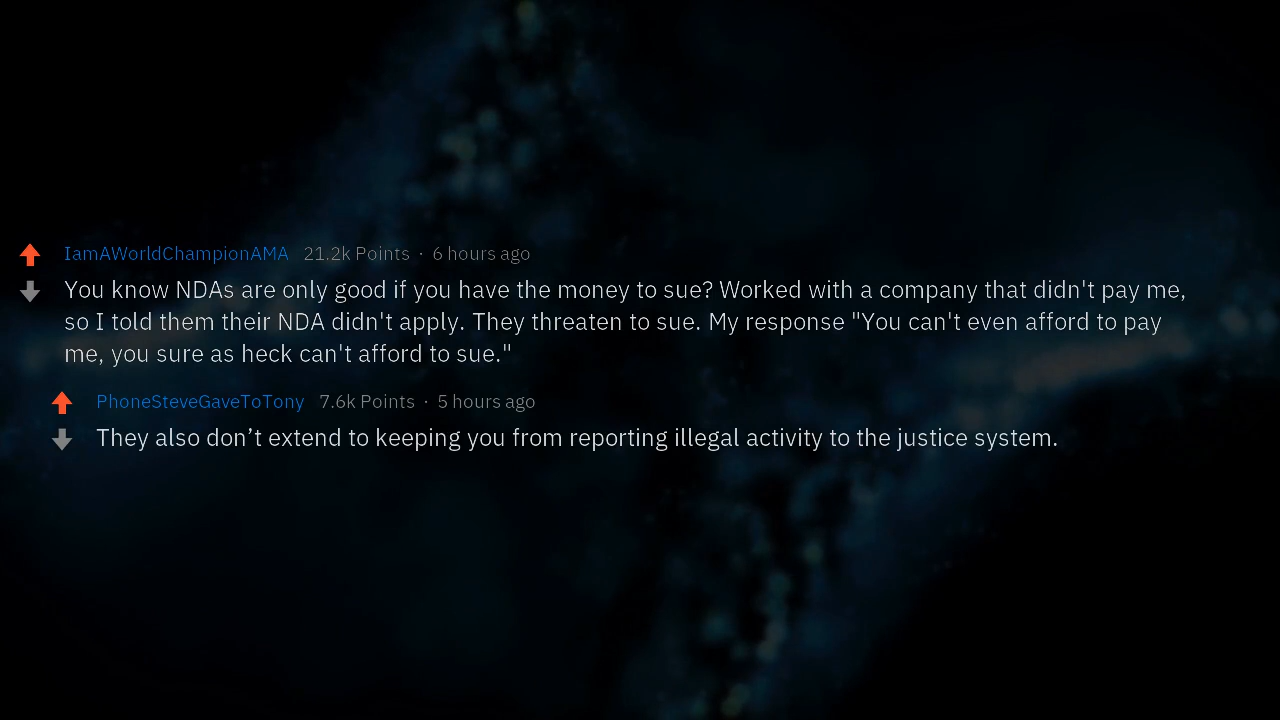 IamAWorldChampionAMA 21.2k Points · 6 hours ago
You know NDAs are only good if you have the money to sue? Worked with a company that didn't pay me,
so I told them their NDA didn't apply. They threaten to sue. My response "You can't even afford to pay
me, you sure as heck can't afford to sue."
PhoneSteveGaveToTony 7.6k Points · 5 hours ago
They also don’t extend to keeping you from reporting illegal activity to the justice system.